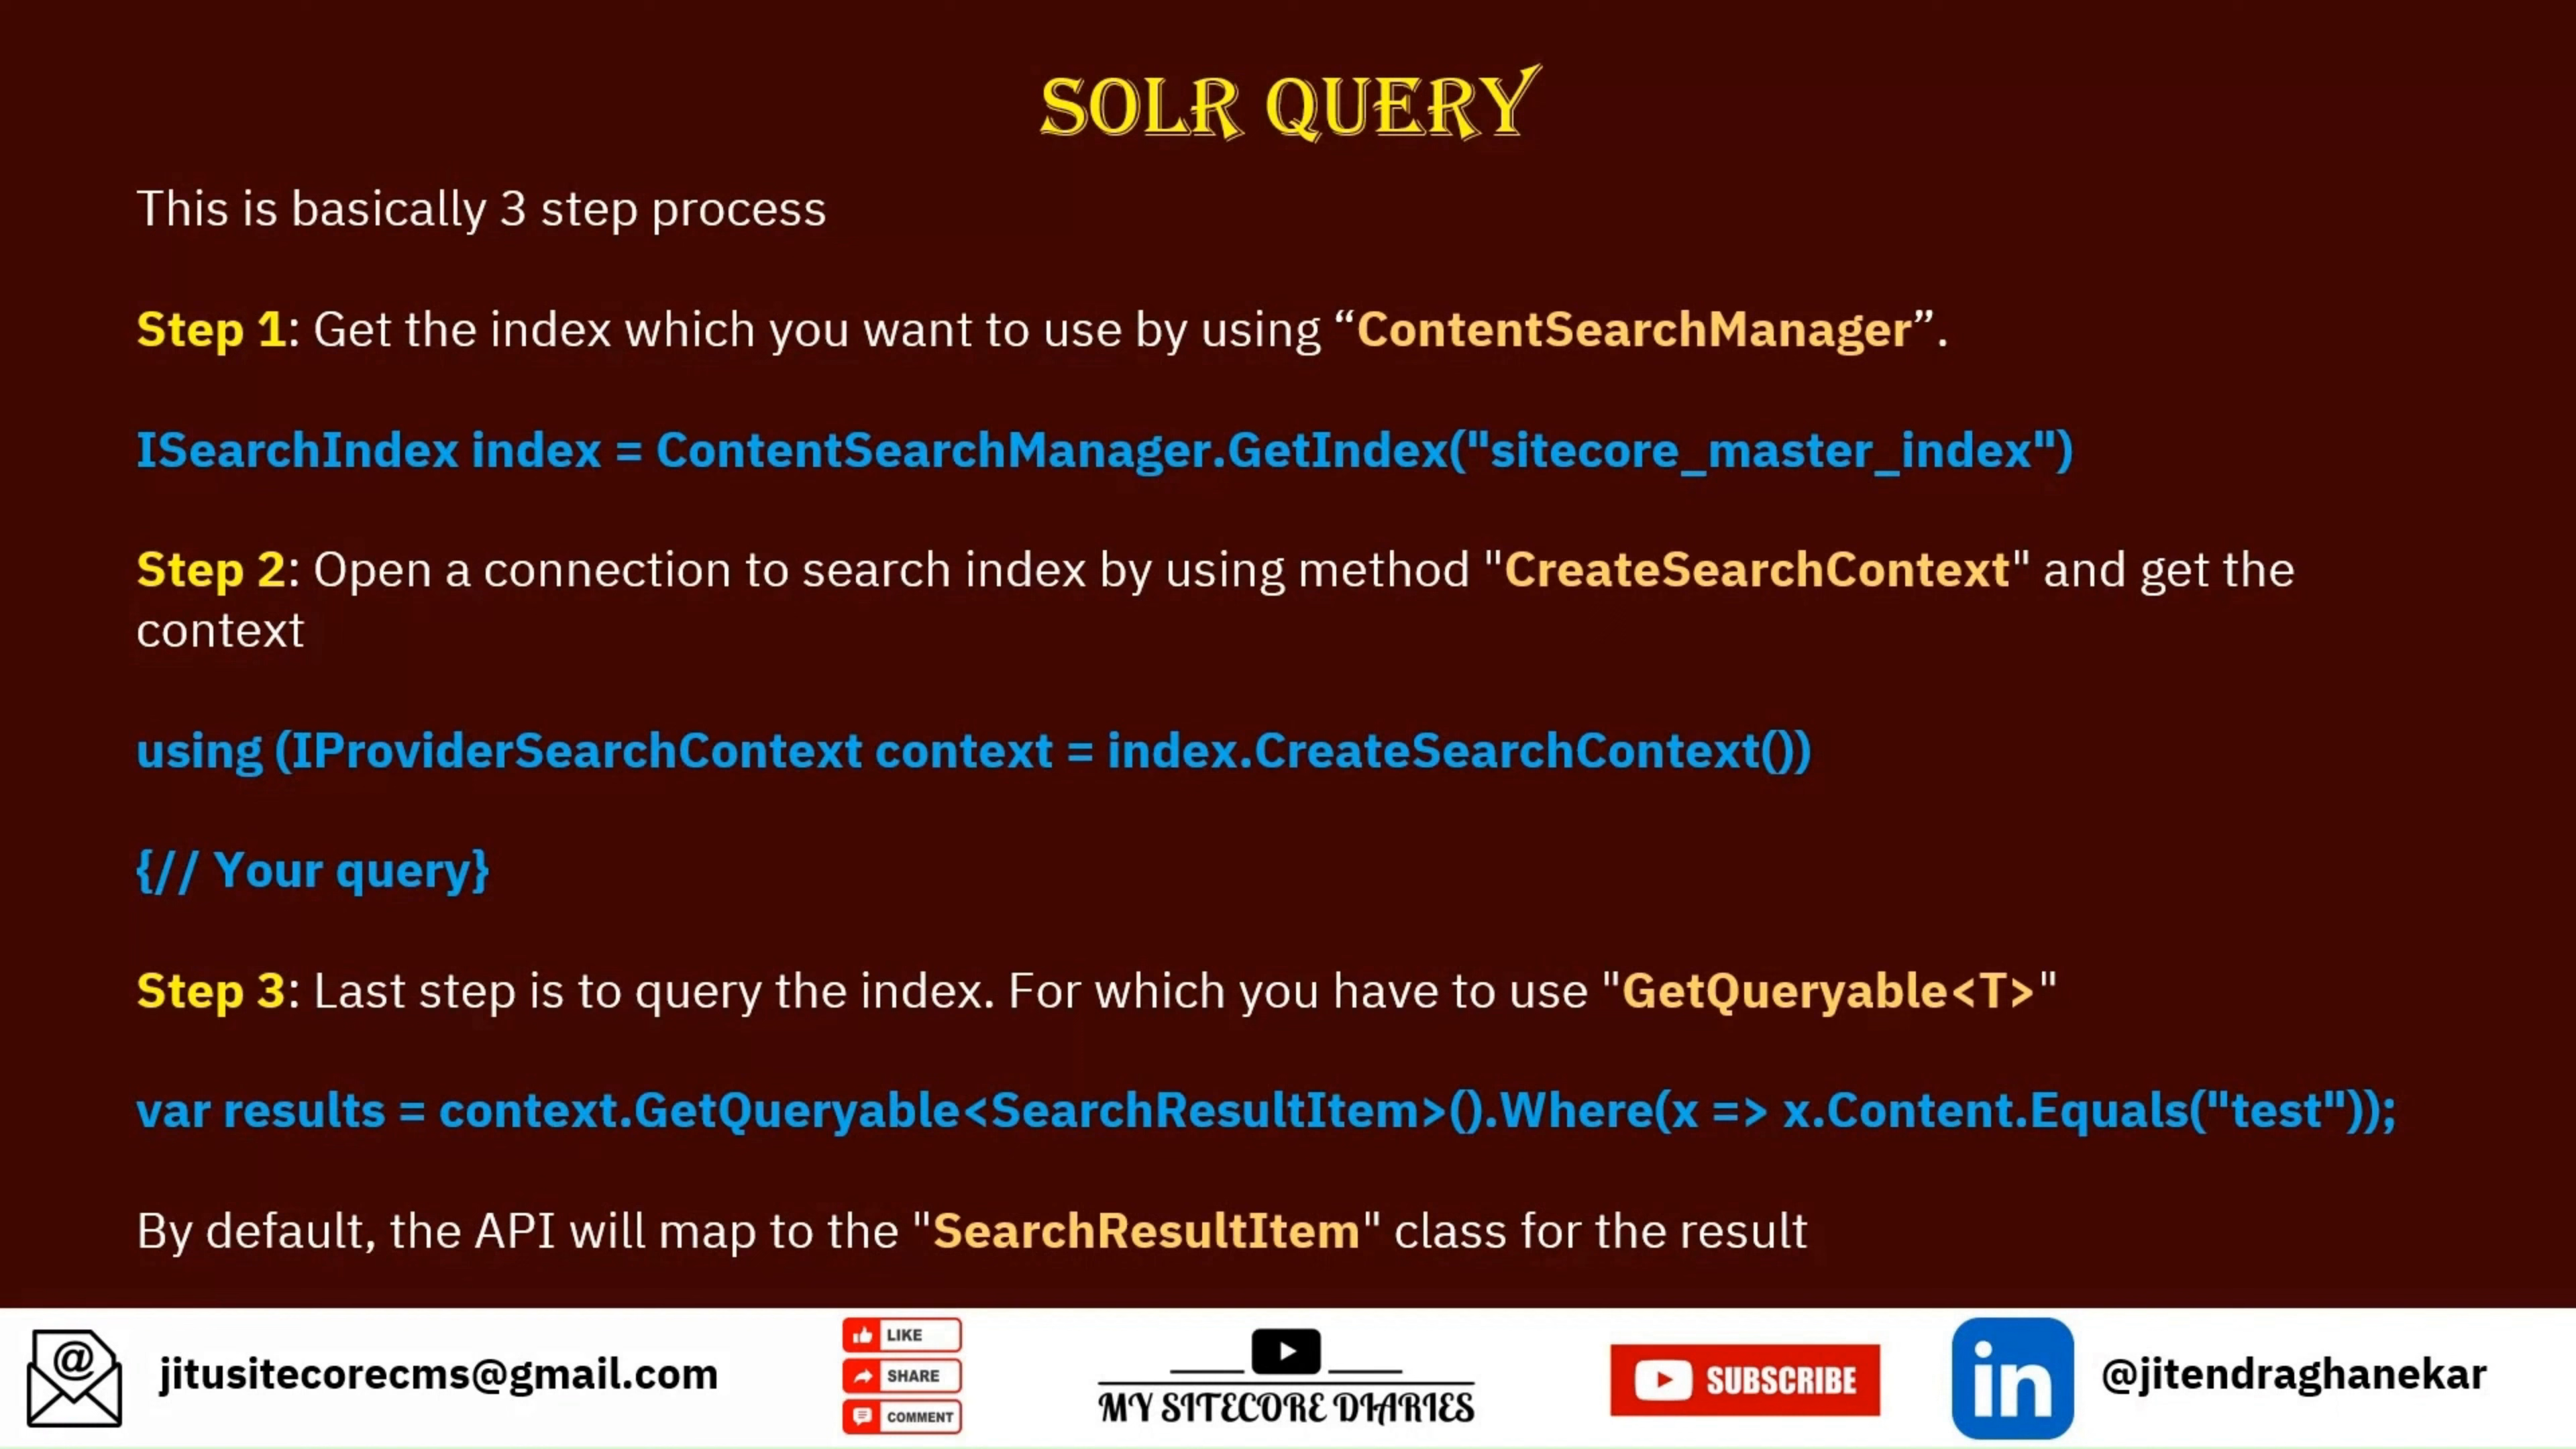 SOLR QUERY
This is basically 3 step process
Step 1: Get the index which you want to use by using “ContentSearchManager”.
ISearchIndex index = ContentSearchManager.GetIndex("sitecore_master_index")
Step 2: Open a connection to search index by using method "CreateSearchContext" and get the
context
using (IProviderSearchContext context = index.CreateSearchContext())
{// Your query}
Step 3: Last step is to query the index. For which you have to use "GetQueryable<T>"
var results = context.GetQueryable<SearchResultItem>().Where(x => x.Content.Equals("test"));
By default, the API will map to the "SearchResultItem" class for the result
@
jitusitecorecms@gmail.com
LIKE
SHARE
COMMENT
MY SITECORE DIARIES
SUBSCRIBE
in
@jitendraghanekar